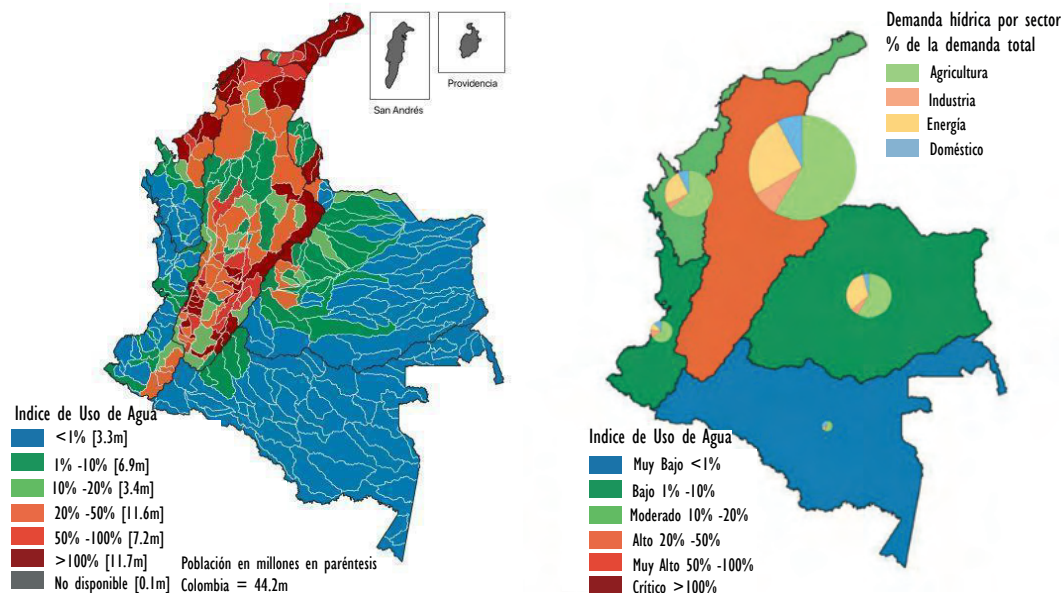 San Andrés
Providencia
Indice de Uso de Agua
<1% [3.3m]
1% -10% [6.9m]
10% -20% [3.4m]
20% -50% [11.6m]
50% -100% [7.2m]
>100% [11.7m]
No disponible [0.1m]
Población en millones en paréntesis
Colombia = 44.2m
Demanda hídrica por sector
% de la demanda total
Agricultura
Industria
Energía
Doméstico
Indice de Uso de Agua
Muy Bajo <1%
Bajo 1% -10%
Moderado 10% -20%
Alto 20% -50%
Muy Alto 50% -100%
Crítico >100%